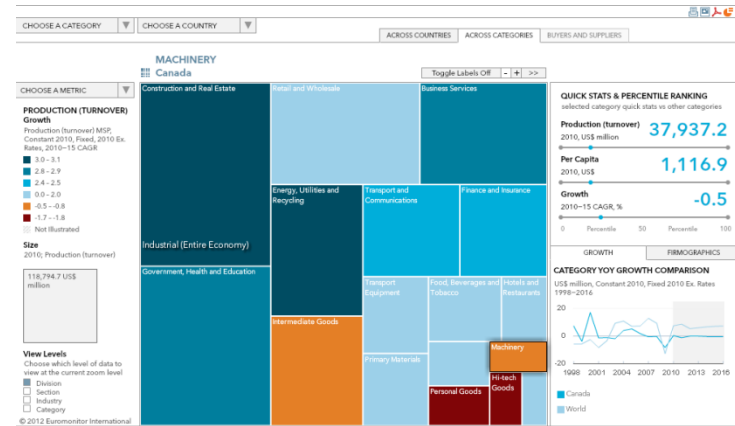 CHOOSE A CATEGORY
CHOOSE A COUNTRY
ACROSS COUNTRIES
ACROSS CATEGORIES
BUYERS AND SUPPLIERS
MACHINERY
Canada
Toggle Labels Off
- + >>
CHOOSE A METRIC
PRODUCTION (TURNOVER)
Growth
Production (turnover) MSP,
Constant 2010, Fixed, 2010 Ex.
Rates, 2010-15 CAGR
3.0 - 3.1
2.8 - 2.9
2.4 - 2.5
0.0 - 2.0
-0.5 - -0.8
-1.7 - -1.8
Not Illustrated
Size
2010; Production (turnover)
118,794.7 US$
million
View Levels
Choose which level of data to
view at the current zoom level
Division
Section
Industry
Category
© 2012 Euromonitor International
Construction and Real Estate
Retail and Wholesale
Business Services
Energy, Utilities and
Recycling
Transport and
Communications
Finance and Insurance
Industrial (Entire Economy)
Government, Health and Education
Transport
Equipment
Food, Beverages and
Tobacco
Hotels and
Restaurants
Intermediate Goods
Machinery
Primary Materials
Personal Goods
Hi-tech
Goods
QUICK STATS & PERCENTILE RANKING
selected category quick stats vs other categories
Production (turnover)
2010, US$ million
37,937.2
Per Capita
2010, US$
1,116.9
Growth
2010-15 CAGR, %
-0.5
0 Percentile 50 Percentile 100
GROWTH
FIRMOGRAPHICS
CATEGORY YOY GROWTH COMPARISON
US$ million, Constant 2010, Fixed 2010 Ex. Rates
1998-2016
20
0
-20
1998 2001 2004 2007 2010 2013 2016
Canada
World